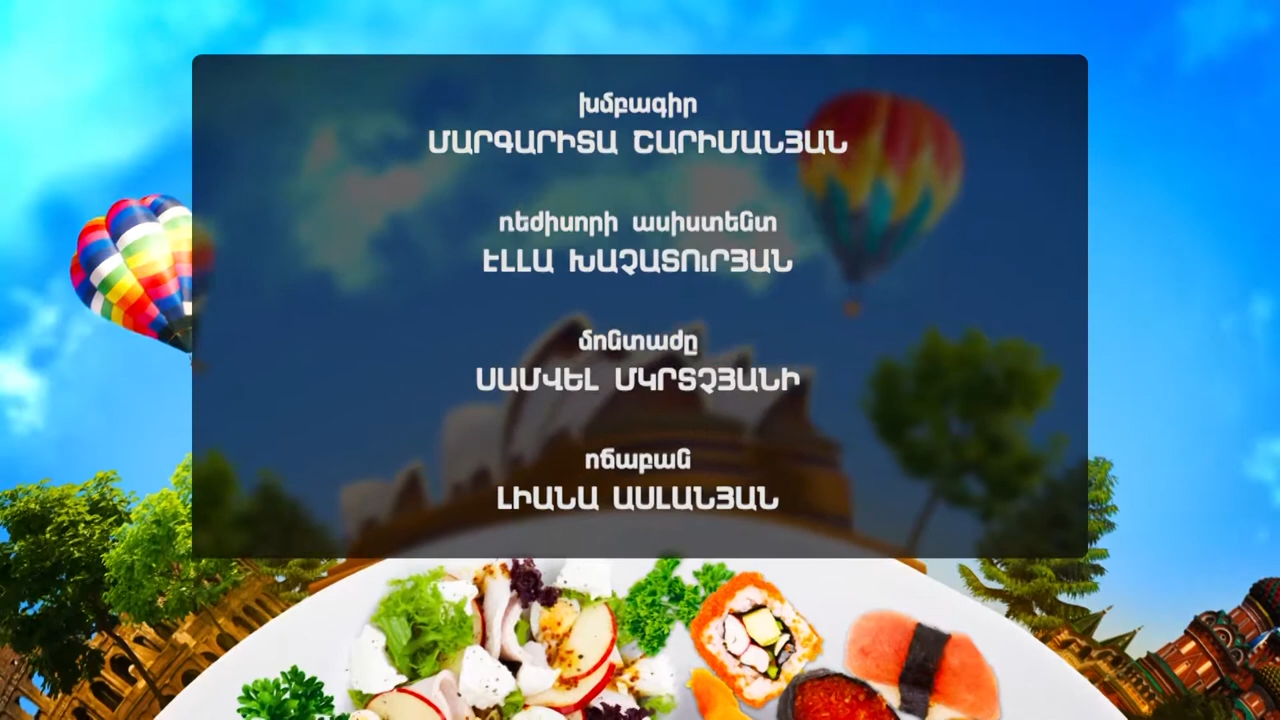 խմբագիր
ՄԱՐԳԱՐԻՏԱ ՇԱՐԻՄԱՆՅԱՆ
ռեժիսորի ասիստենտ
ԷԼԼԱ ԽԱՉԱՏՈւՐՅԱՆ
մոնտաժը
ՍԱՄՎԵԼ ՄԿՐՏՉՅԱՆԻ
ոճաբան
ԼԻԱՆԱ ԱՍԼԱՆՅԱՆ